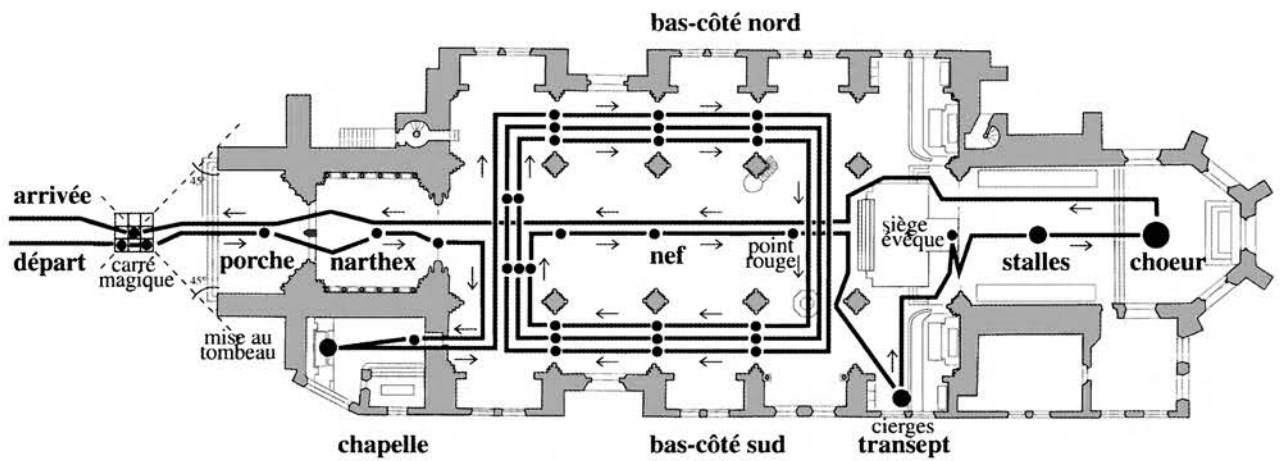 bas-côté nord
45°
arrivée
départ
carré
magique
porche
narthex
nef
point
rouge
siège
évêque
stalles
choeur
45°
mise au
tombeau
chapelle
bas-côté sud
cierges
transept